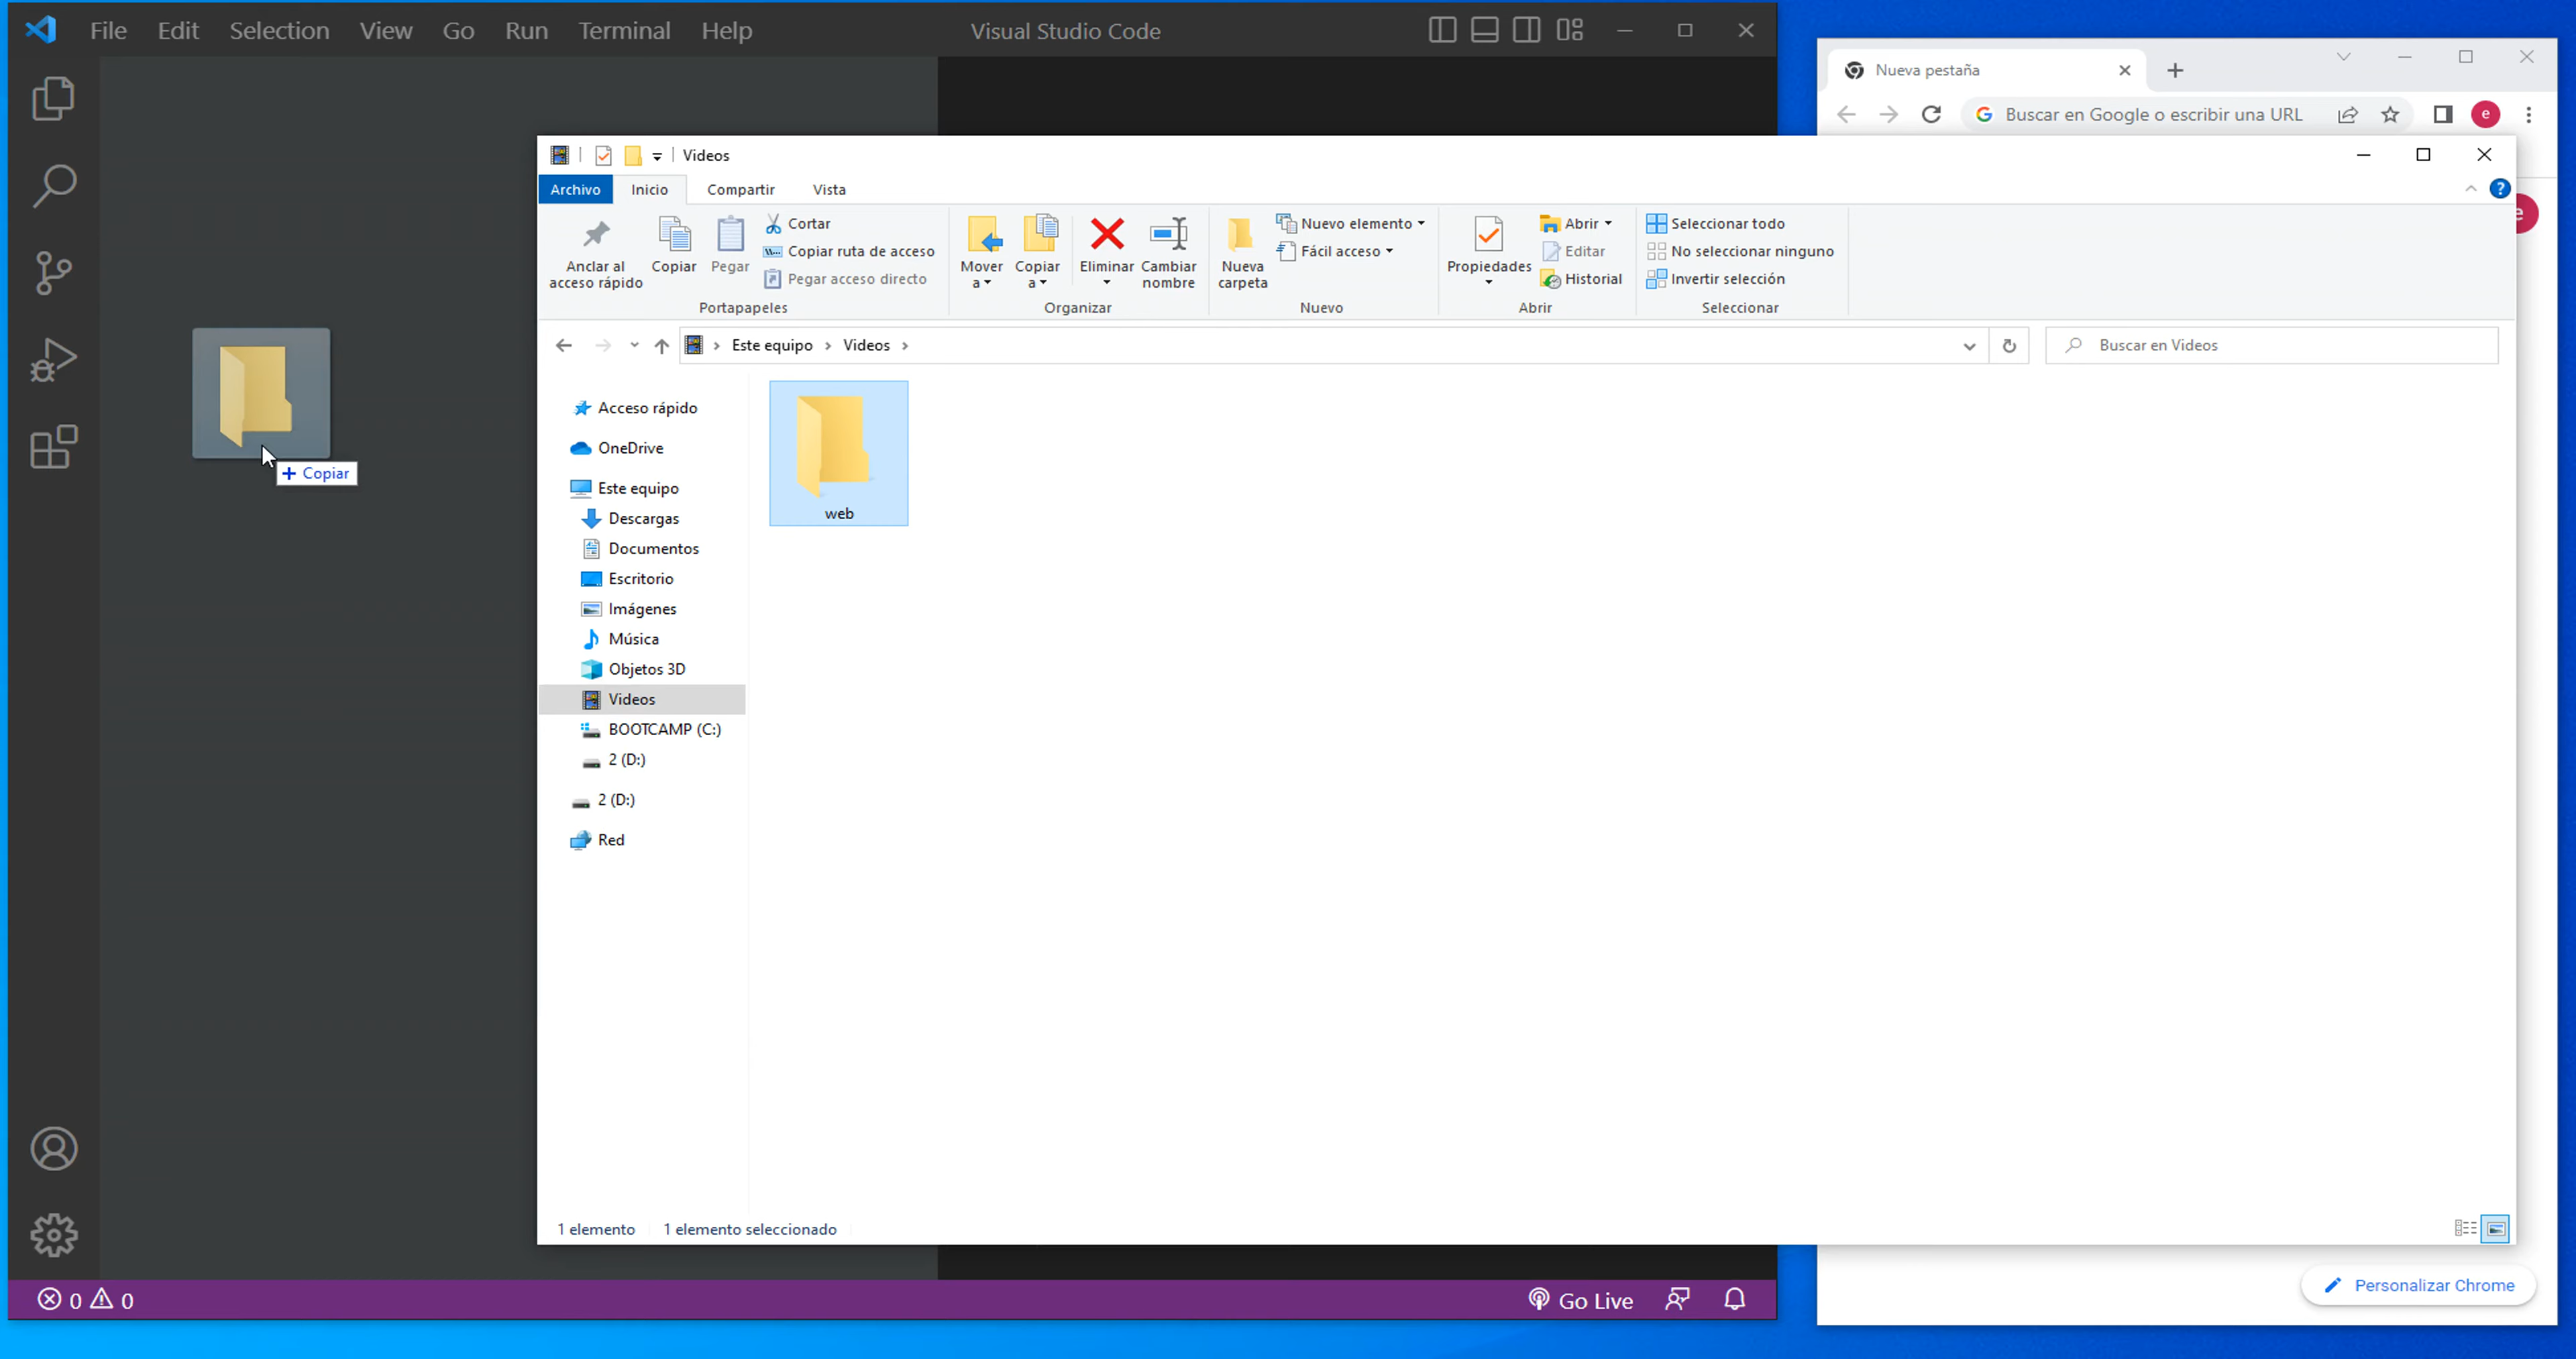 File Edit Selection View Go Run Terminal Help Visual Studio Code
Nueva pestaña
Buscar en Google o escribir una URL e
Videos
Archivo Inicio Compartir Vista
?
e
Anclar al acceso rápido
Copiar
Pegar
Cortar
Copiar ruta de acceso
Pegar acceso directo
Portapapeles
Mover a
Copiar a
Eliminar
Cambiar nombre
Organizar
Nueva carpeta
Nuevo elemento
Fácil acceso
Nuevo
Propiedades
Abrir
Editar
Historial
Abrir
Seleccionar todo
No seleccionar ninguno
Invertir selección
Seleccionar
Este equipo > Videos >
Buscar en Videos
Acceso rápido
OneDrive
Este equipo
Descargas
Documentos
Escritorio
Imágenes
Música
Objetos 3D
Videos
BOOTCAMP (C:)
2 (D:)
2 (D:)
Red
web
+ Copiar
1 elemento 1 elemento seleccionado
Personalizar Chrome
0 0 Go Live